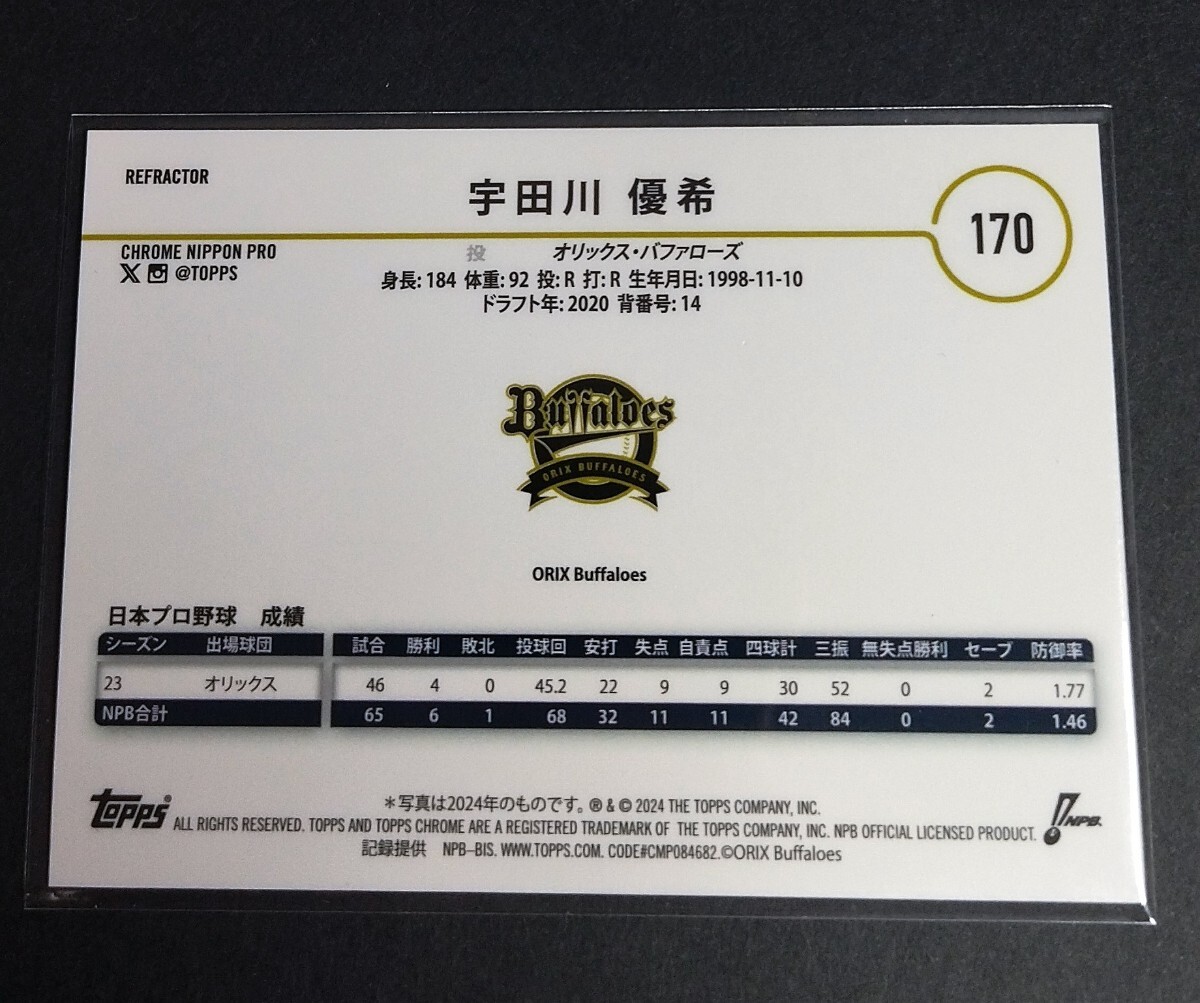 REFRACTOR
宇田川 優希
170
CHROME NIPPON PRO
@TOPPS
投 オリックス・バファローズ
身長: 184 体重: 92 投: R 打: R 生年月日: 1998-11-10
ドラフト年: 2020 背番号: 14
Buffaloes
ORIX BUFFALOES
ORIX Buffaloes
日本プロ野球 成績
シーズン 出場球団 試合 勝利 敗北 投球回 安打 失点 自責点 四球計 三振 無失点勝利 セーブ 防御率
23 オリックス 46 4 0 45.2 22 9 9 30 52 0 2 1.77
NPB合計 65 6 1 68 32 11 11 42 84 0 2 1.46
topps®
＊写真は2024年のものです。® & © 2024 THE TOPPS COMPANY, INC.
ALL RIGHTS RESERVED. TOPPS AND TOPPS CHROME ARE A REGISTERED TRADEMARK OF THE TOPPS COMPANY, INC. NPB OFFICIAL LICENSED PRODUCT.
NPB.
記録提供 NPB–BIS. WWW.TOPPS.COM. CODE#CMP084682.©ORIX Buffaloes